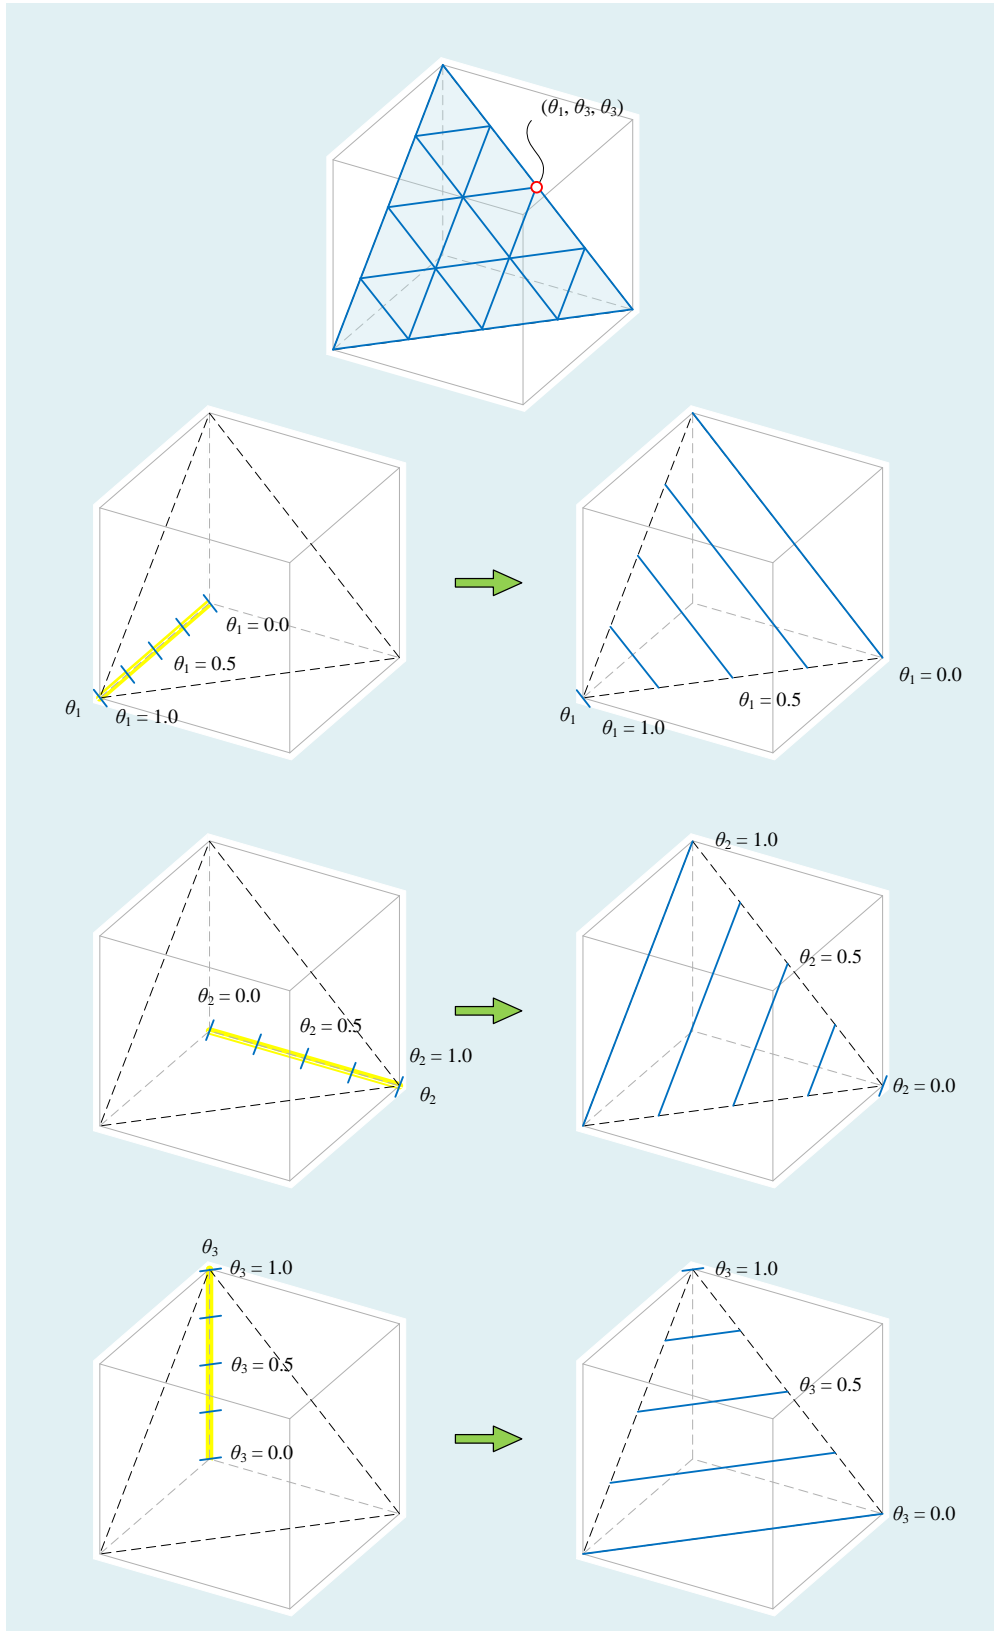 (θ₁, θ₃, θ₃)
θ₁ = 0.0
θ₁ = 0.5
θ₁
θ₁ = 1.0
θ₁ = 0.0
θ₁ = 0.5
θ₁
θ₁ = 1.0
θ₂ = 0.0
θ₂ = 0.5
θ₂ = 1.0
θ₂
θ₂ = 1.0
θ₂ = 0.5
θ₂ = 0.0
θ₃
θ₃ = 1.0
θ₃ = 0.5
θ₃ = 0.0
θ₃ = 1.0
θ₃ = 0.5
θ₃ = 0.0